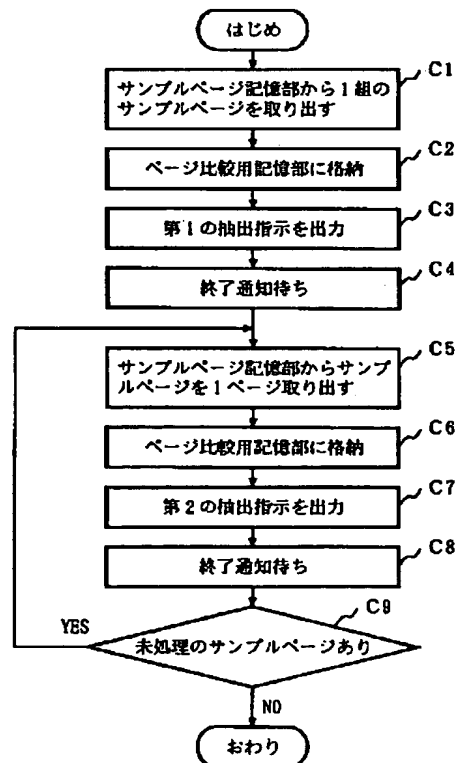 はじめ
C1
サンプルページ記憶部から1組の
サンプルページを取り出す
C2
ページ比較用記憶部に格納
C3
第1の抽出指示を出力
C4
終了通知待ち
C5
サンプルページ記憶部からサンプ
ルページを1ページ取り出す
C6
ページ比較用記憶部に格納
C7
第2の抽出指示を出力
C8
終了通知待ち
C9
YES
未処理のサンプルページあり
NO
おわり